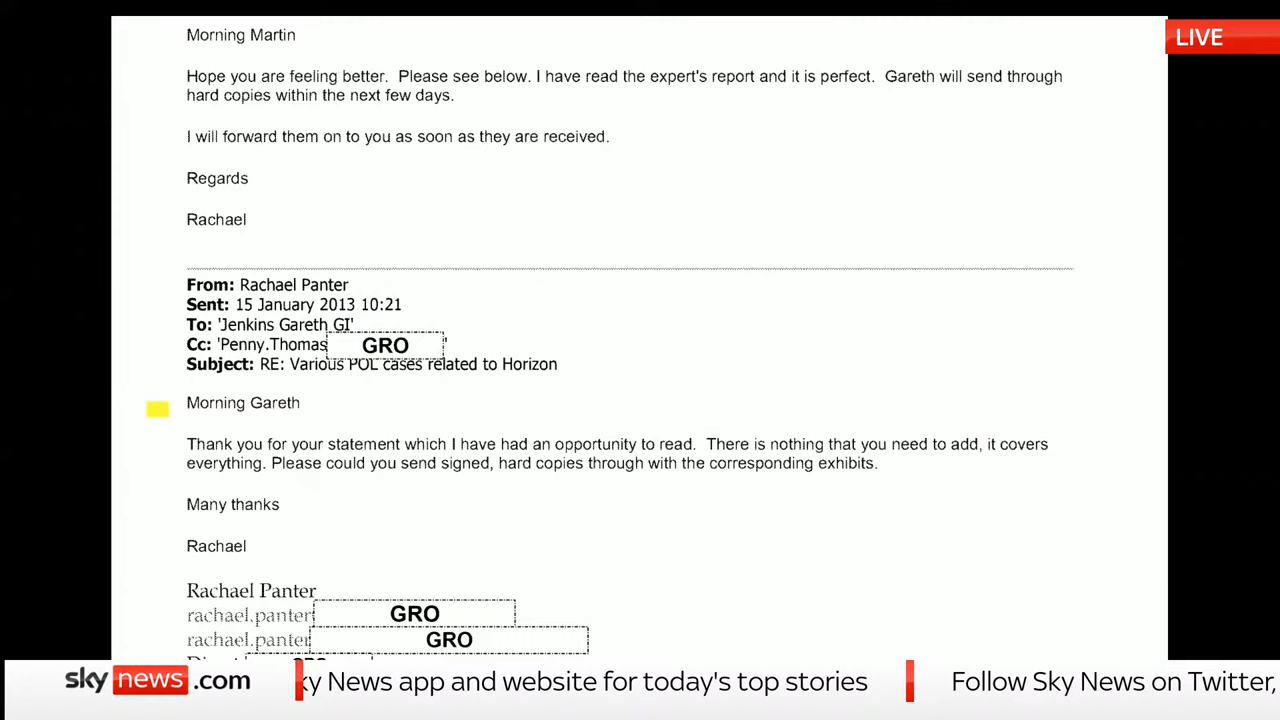 Morning Martin
LIVE
Hope you are feeling better. Please see below. I have read the expert's report and it is perfect. Gareth will send through
hard copies within the next few days.
I will forward them on to you as soon as they are received.
Regards
Rachael
From: Rachael Panter
Sent: 15 January 2013 10:21
To: 'Jenkins Gareth GI'
Cc: 'Penny.Thomas GRO '
Subject: RE: Various POL cases related to Horizon
Morning Gareth
Thank you for your statement which I have had an opportunity to read. There is nothing that you need to add, it covers
everything. Please could you send signed, hard copies through with the corresponding exhibits.
Many thanks
Rachael
Rachael Panter
rachael.panter GRO
rachael.panter GRO
sky news.com
ky News app and website for today's top stories
Follow Sky News on Twitter,